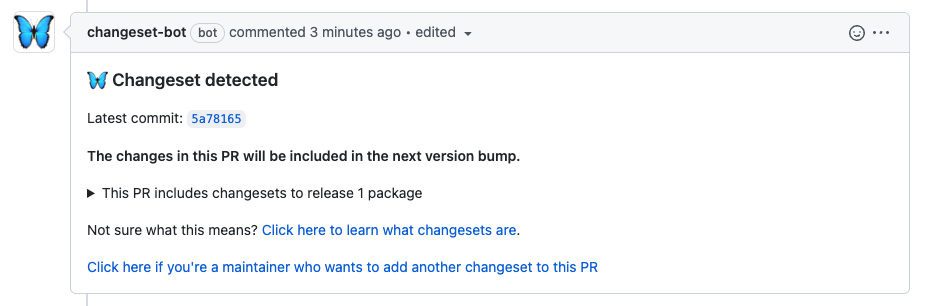 changeset-bot bot commented 3 minutes ago • edited
🦋 Changeset detected
Latest commit: 5a78165
The changes in this PR will be included in the next version bump.
▶ This PR includes changesets to release 1 package
Not sure what this means? Click here to learn what changesets are.
Click here if you're a maintainer who wants to add another changeset to this PR